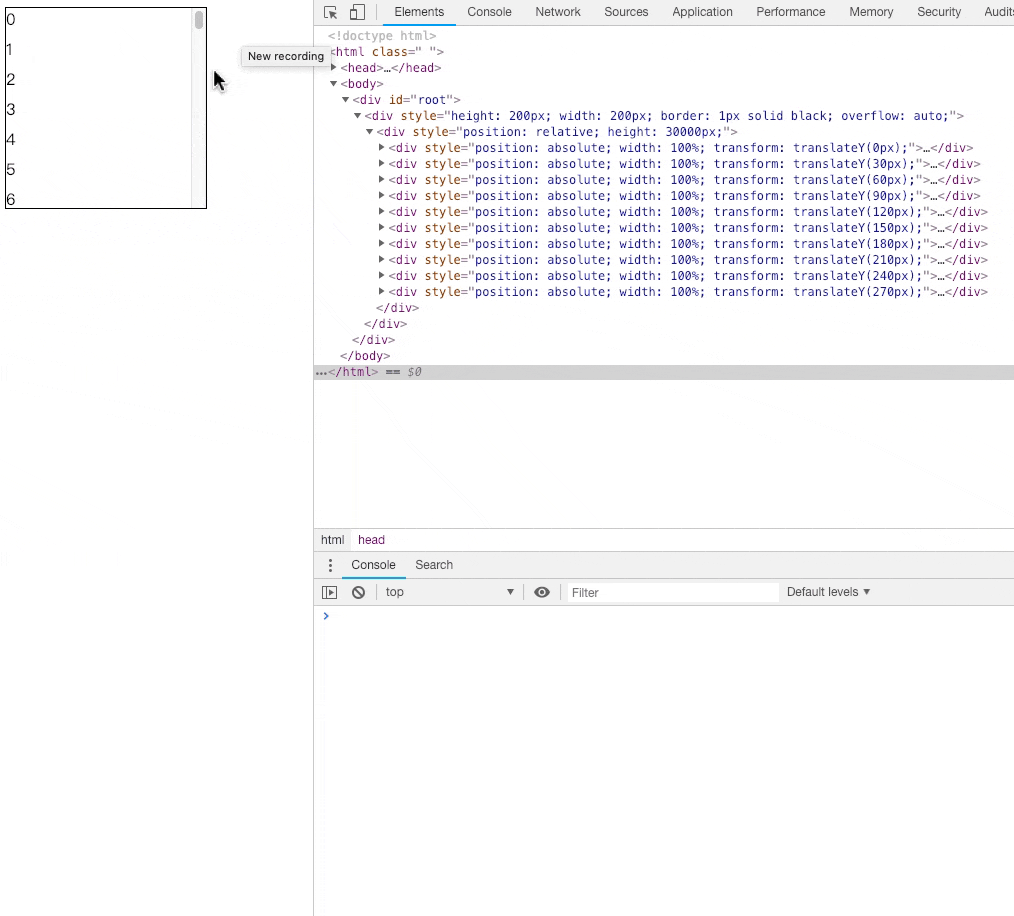 0
1
2
3
4
5
6
New recording
Elements Console Network Sources Application Performance Memory Security Audits
<!doctype html>
<html class=" ">
<head>…</head>
<body>
<div id="root">
<div style="height: 200px; width: 200px; border: 1px solid black; overflow: auto;">
<div style="position: relative; height: 30000px;">
<div style="position: absolute; width: 100%; transform: translateY(0px);">…</div>
<div style="position: absolute; width: 100%; transform: translateY(30px);">…</div>
<div style="position: absolute; width: 100%; transform: translateY(60px);">…</div>
<div style="position: absolute; width: 100%; transform: translateY(90px);">…</div>
<div style="position: absolute; width: 100%; transform: translateY(120px);">…</div>
<div style="position: absolute; width: 100%; transform: translateY(150px);">…</div>
<div style="position: absolute; width: 100%; transform: translateY(180px);">…</div>
<div style="position: absolute; width: 100%; transform: translateY(210px);">…</div>
<div style="position: absolute; width: 100%; transform: translateY(240px);">…</div>
<div style="position: absolute; width: 100%; transform: translateY(270px);">…</div>
</div>
</div>
</div>
</body>
…</html> == $0
html head
Console Search
top Filter Default levels